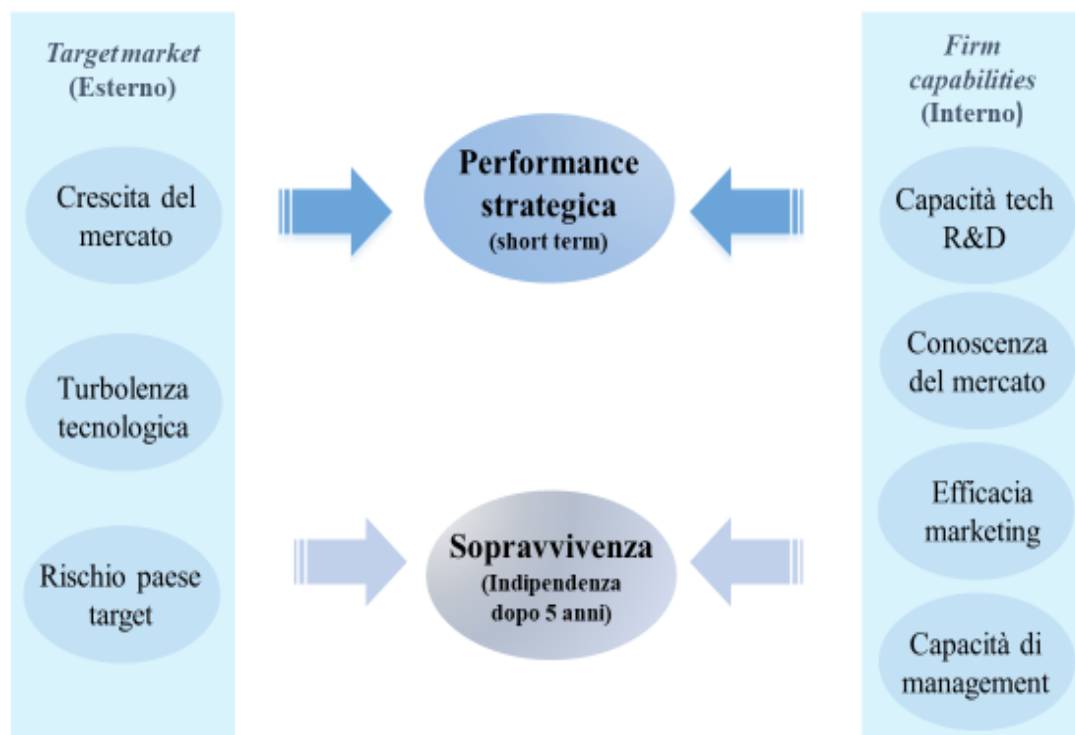 Target market
(Esterno)
Crescita del
mercato
Turbolenza
tecnologica
Rischio paese
target
Performance
strategica
(short term)
Sopravvivenza
(Indipendenza
dopo 5 anni)
Firm
capabilities
(Interno)
Capacità tech
R&D
Conoscenza
del mercato
Efficacia
marketing
Capacità di
management